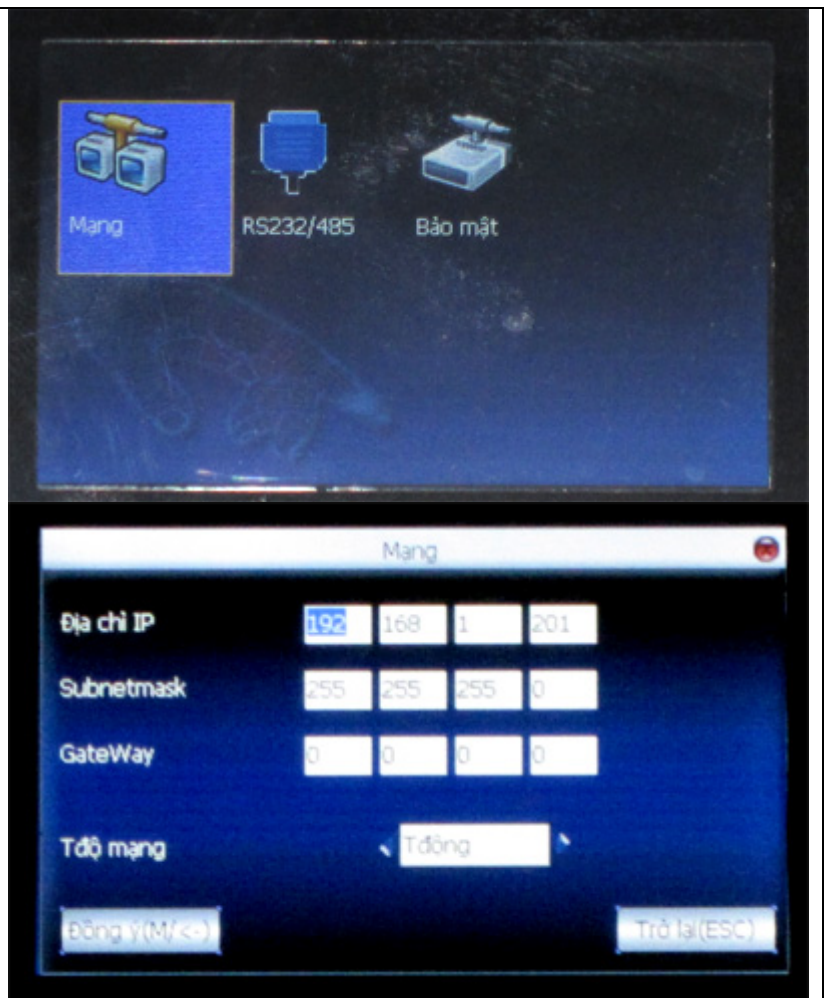 Mạng RS232/485 Bảo mật
Mạng
Địa chỉ IP 192 168 1 201
Subnetmask 255 255 255 0
GateWay 0 0 0 0
Tđộ mạng Tđộng
Đồng ý(M/<-) Trở lại(ESC)